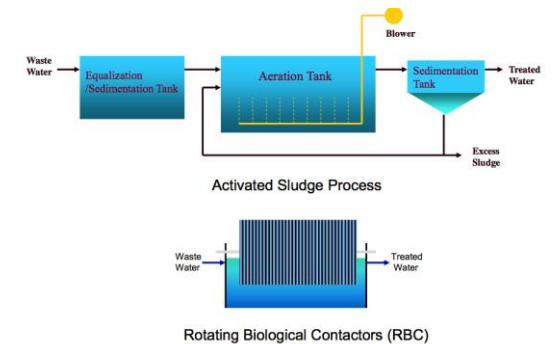 Blower
Waste
Water
Equalization
/Sedimentation Tank
Aeration Tank
Sedimentation
Tank
Treated
Water
Excess
Sludge
Activated Sludge Process
Waste
Water
Treated
Water
Rotating Biological Contactors (RBC)